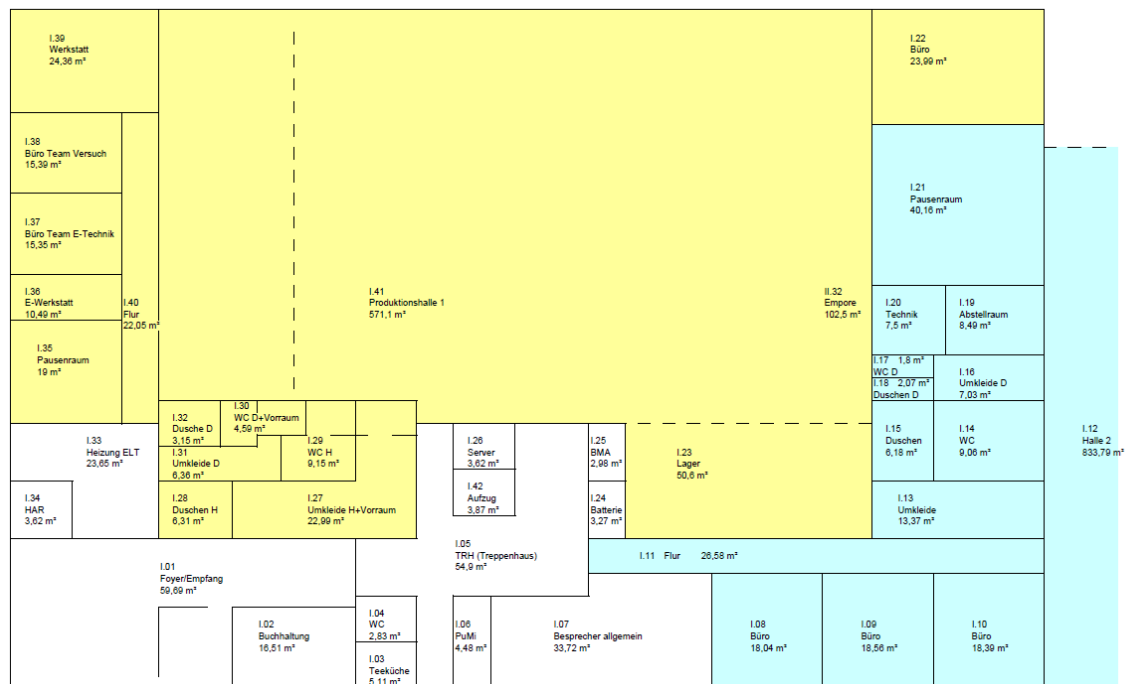 I.39
Werkstatt
24,36 m²
I.22
Büro
23,99 m²
I.38
Büro Team Versuch
15,39 m²
I.21
Pausenraum
40,16 m²
I.37
Büro Team E-Technik
15,35 m²
I.36
E-Werkstatt
10,49 m²
I.40
Flur
22,05 m²
I.41
Produktionshalle 1
571,1 m²
II.32
Empore
102,5 m²
I.20
Technik
7,5 m²
I.19
Abstellraum
8,49 m²
I.35
Pausenraum
19 m²
I.17 1,8 m²
WC D
I.18 2,07 m²
Duschen D
I.16
Umkleide D
7,03 m²
I.32
Dusche D
3,15 m²
I.30
WC D+Vorraum
4,59 m²
I.33
Heizung ELT
23,65 m²
I.31
Umkleide D
6,36 m²
I.29
WC H
9,15 m²
I.26
Server
3,62 m²
I.25
BMA
2,98 m²
I.23
Lager
50,6 m²
I.15
Duschen
6,18 m²
I.14
WC
9,06 m²
I.12
Halle 2
833,79 m²
I.34
HAR
3,62 m²
I.28
Duschen H
6,31 m²
I.27
Umkleide H+Vorraum
22,99 m²
I.42
Aufzug
3,87 m²
I.24
Batterie
3,27 m²
I.13
Umkleide
13,37 m²
I.05
TRH (Treppenhaus)
54,9 m²
I.11 Flur 26,58 m²
I.01
Foyer/Empfang
59,69 m²
I.02
Buchhaltung
16,51 m²
I.04
WC
2,83 m²
I.03
Teeküche
5,11 m²
I.06
PuMi
4,48 m²
I.07
Besprecher allgemein
33,72 m²
I.08
Büro
18,04 m²
I.09
Büro
18,56 m²
I.10
Büro
18,39 m²